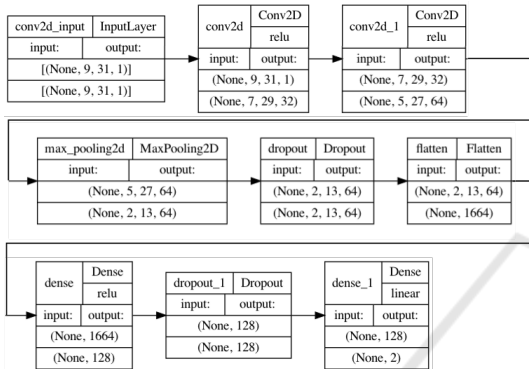 conv2d_input InputLayer
input: output:
[(None, 9, 31, 1)]
[(None, 9, 31, 1)]
conv2d Conv2D
relu
input: output:
(None, 9, 31, 1)
(None, 7, 29, 32)
conv2d_1 Conv2D
relu
input: output:
(None, 7, 29, 32)
(None, 5, 27, 64)
max_pooling2d MaxPooling2D
input: output:
(None, 5, 27, 64)
(None, 2, 13, 64)
dropout Dropout
input: output:
(None, 2, 13, 64)
(None, 2, 13, 64)
flatten Flatten
input: output:
(None, 2, 13, 64)
(None, 1664)
dense Dense
relu
input: output:
(None, 1664)
(None, 128)
dropout_1 Dropout
input: output:
(None, 128)
(None, 128)
dense_1 Dense
linear
input: output:
(None, 128)
(None, 2)